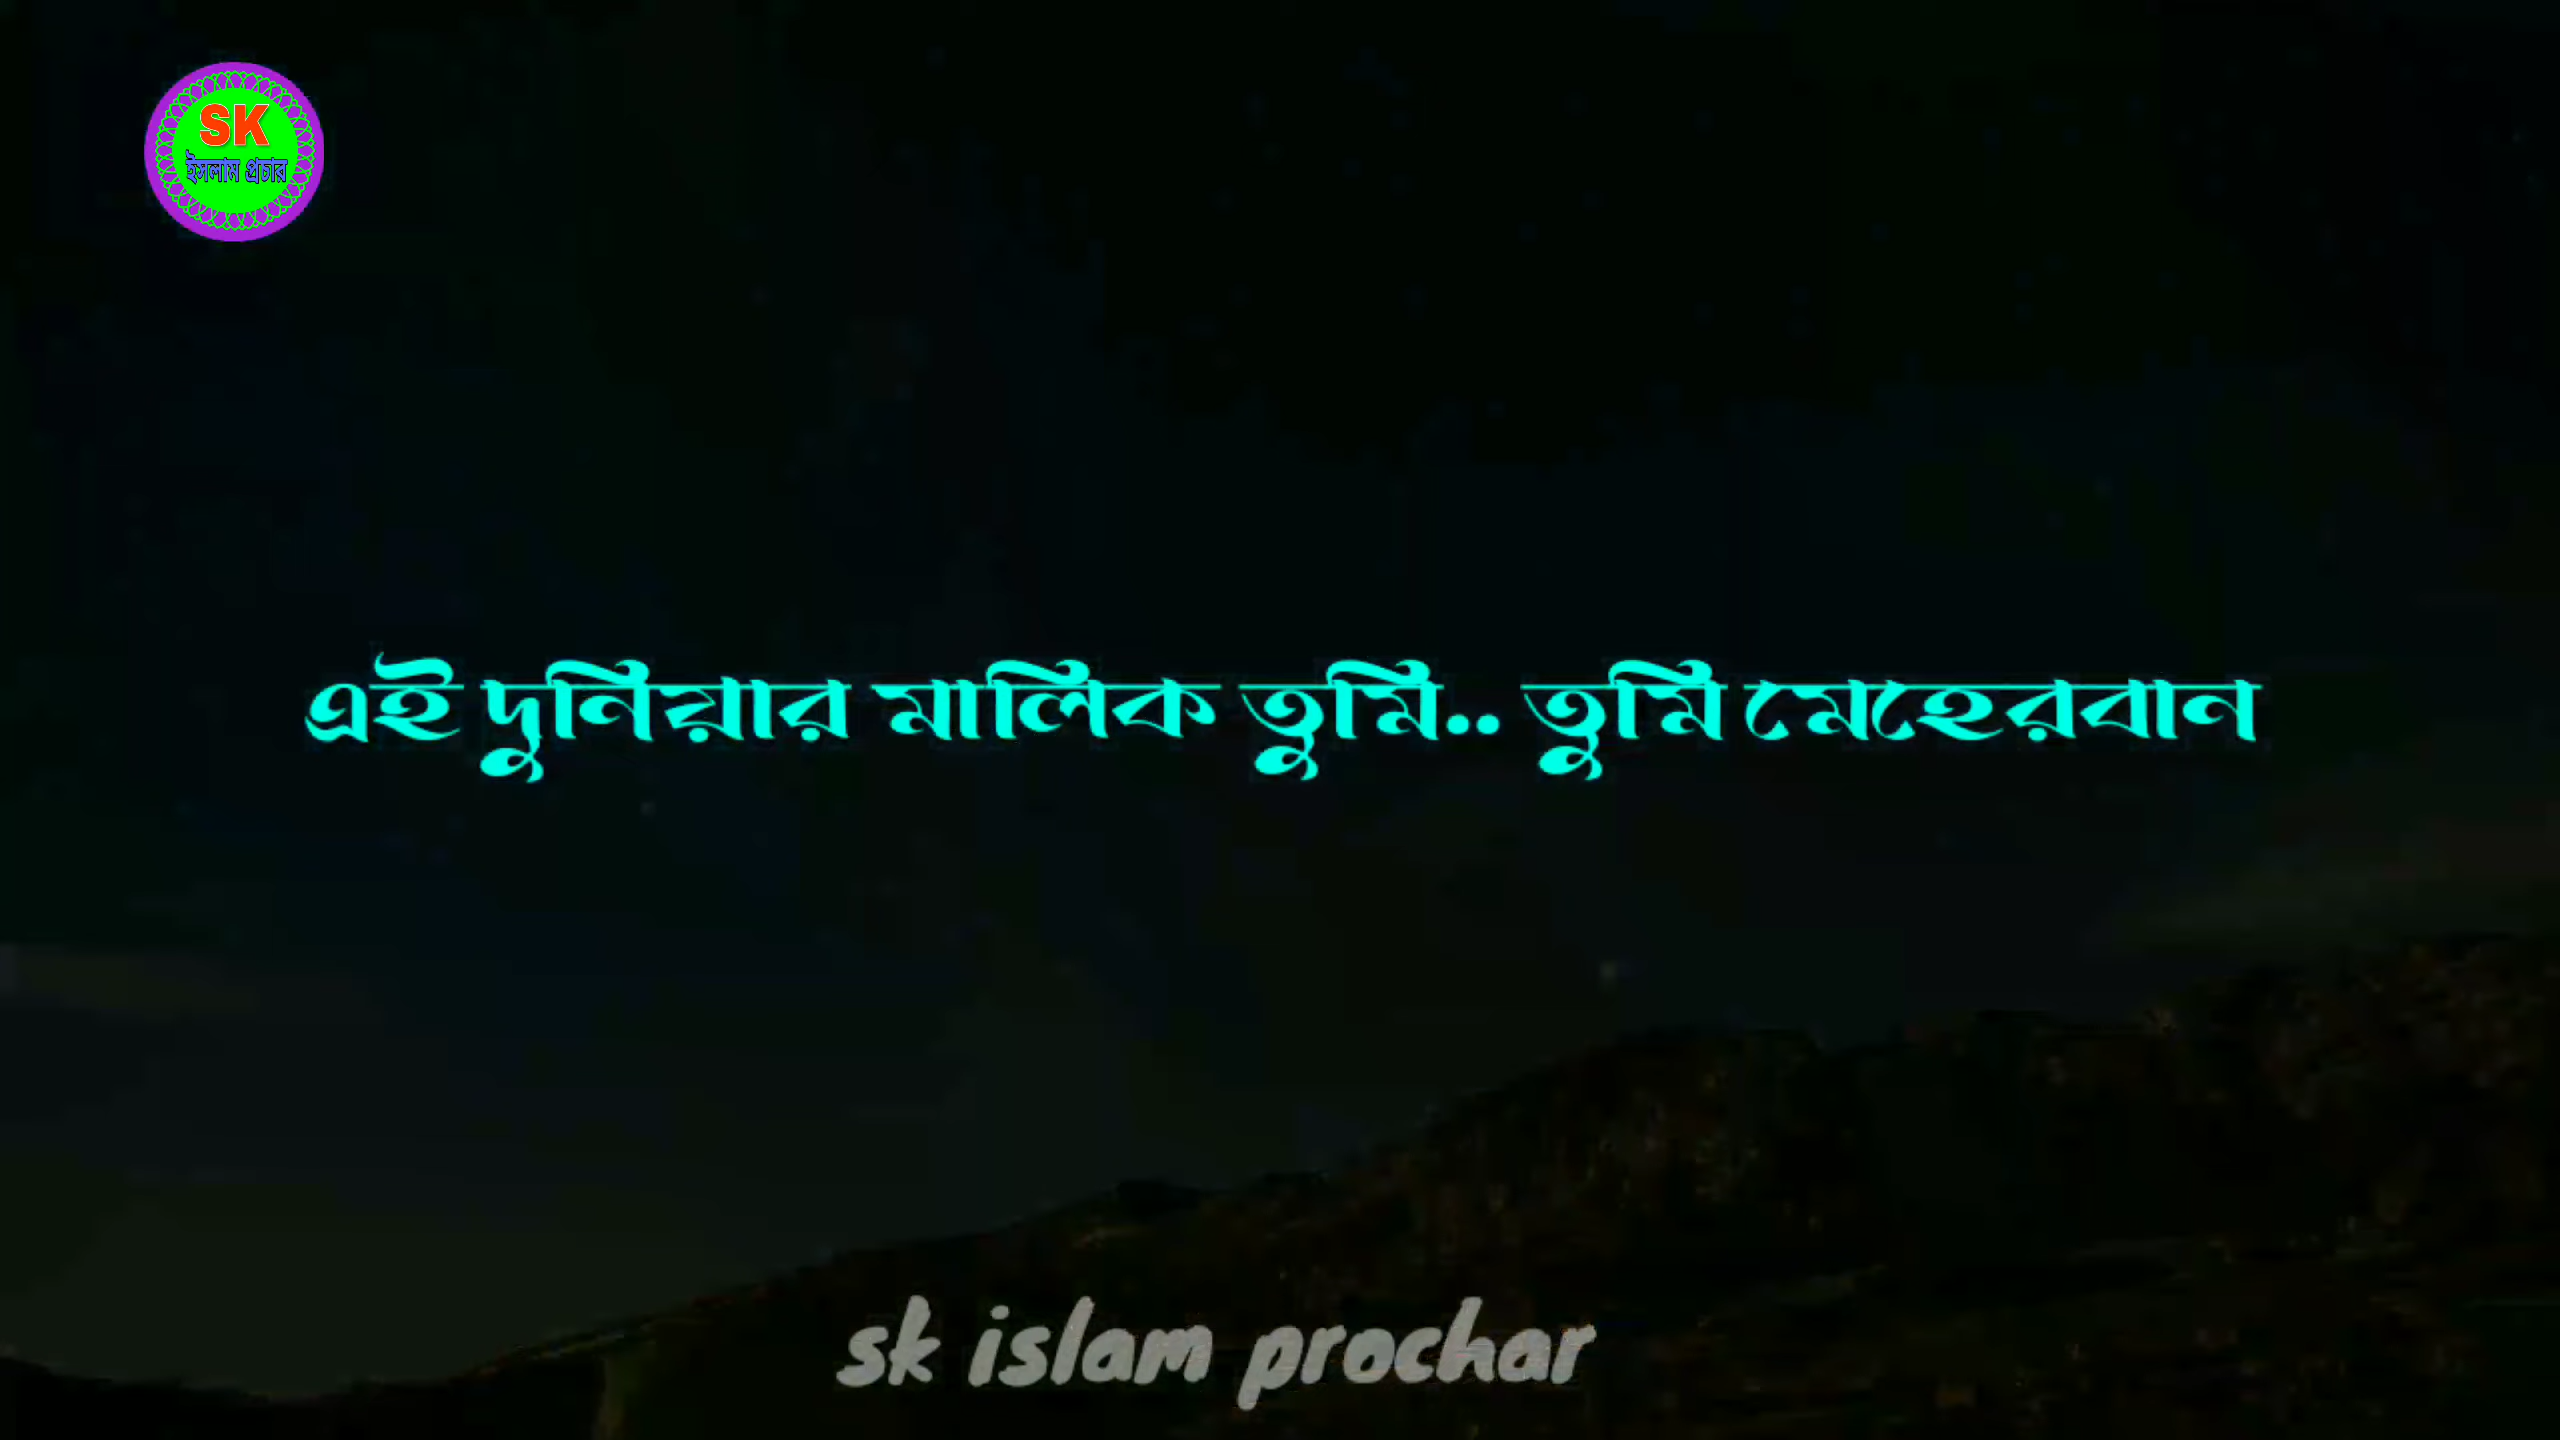 SK
ইসলাম প্রচার
এই দুনিয়ার মালিক তুমি.. তুমি মেহেরবান
sk islam prochar